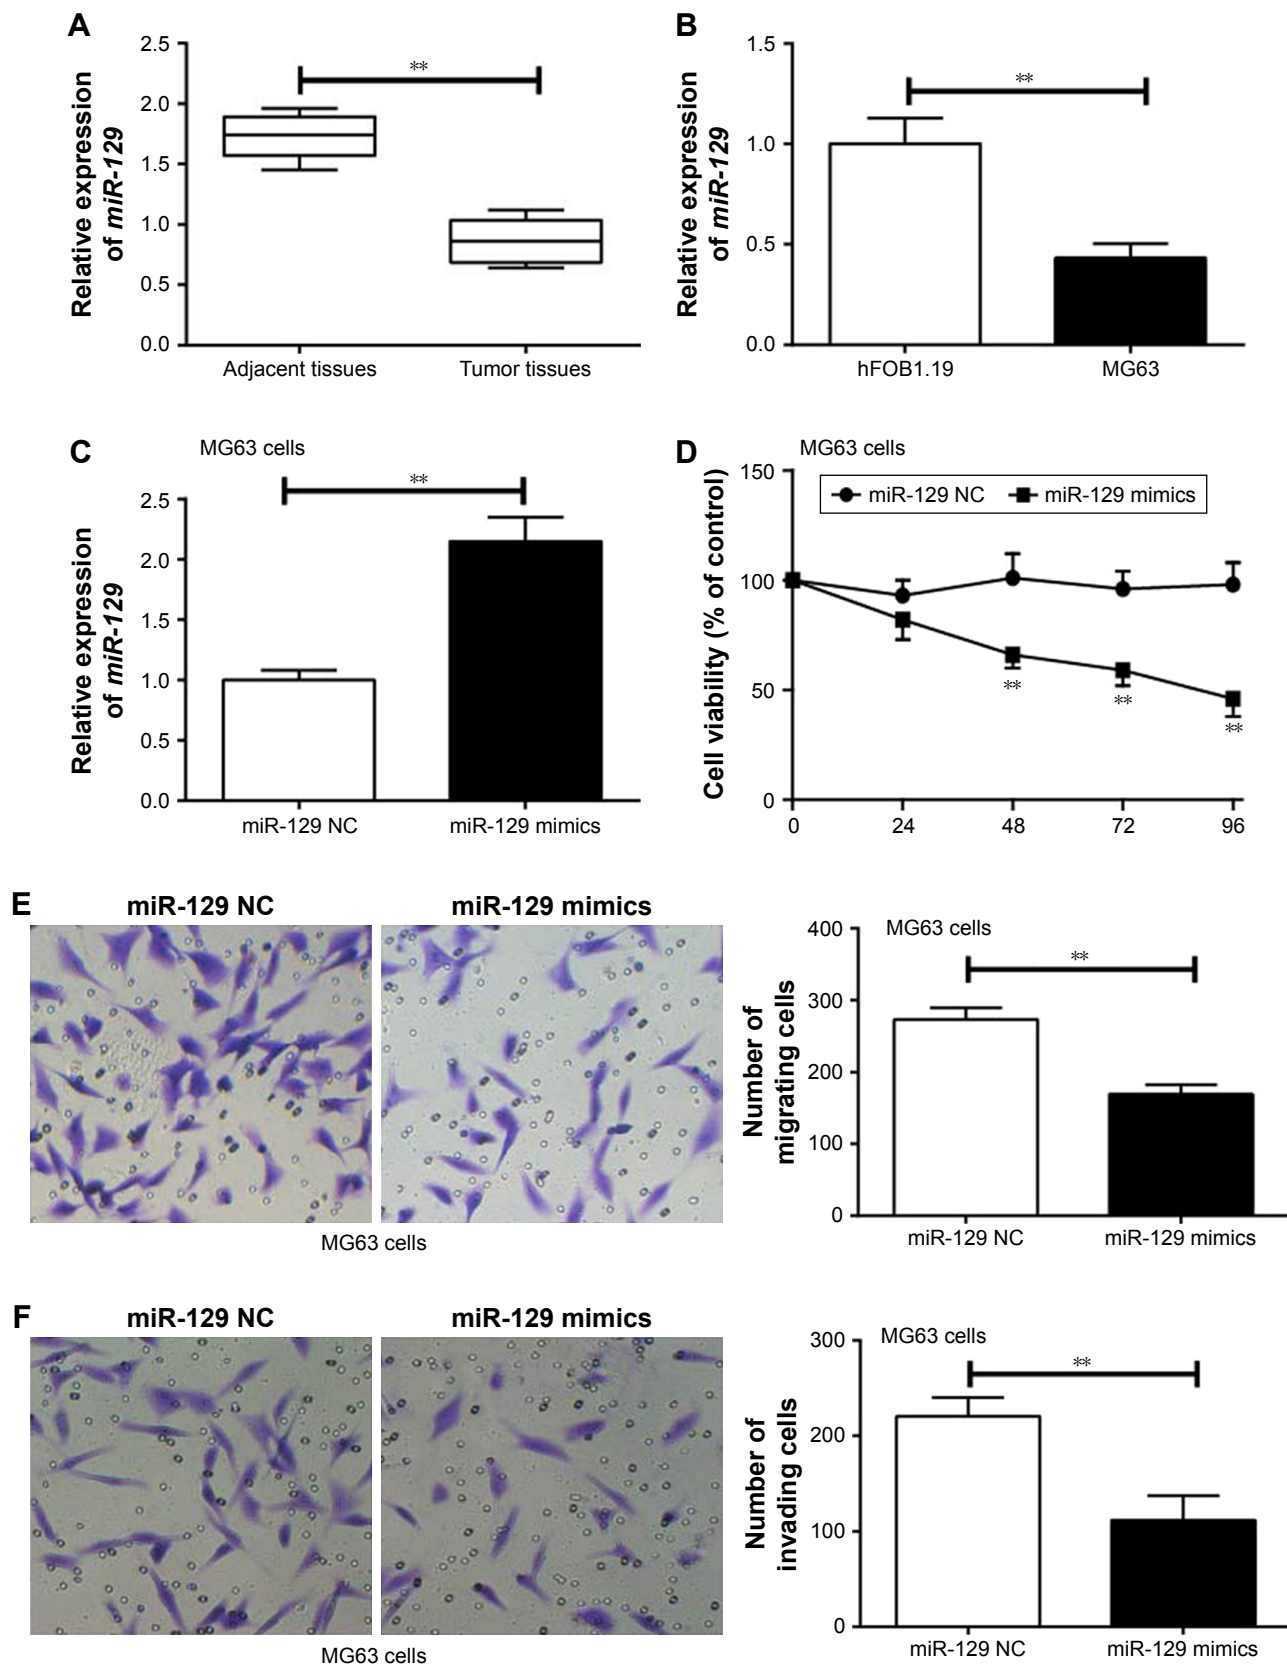 A
Relative expression
of miR-129
2.5
2.0
1.5
1.0
0.5
0.0
**
Adjacent tissues
Tumor tissues
B
Relative expression
of miR-129
1.5
1.0
0.5
0.0
**
hFOB1.19
MG63
C
MG63 cells
Relative expression
of miR-129
2.5
2.0
1.5
1.0
0.5
0.0
**
miR-129 NC
miR-129 mimics
D
MG63 cells
Cell viability (% of control)
150
100
50
0
miR-129 NC
miR-129 mimics
**
**
**
0
24
48
72
96
E
miR-129 NC
miR-129 mimics
MG63 cells
Number of
migrating cells
400
300
200
100
0
MG63 cells
**
miR-129 NC
miR-129 mimics
F
miR-129 NC
miR-129 mimics
MG63 cells
Number of
invading cells
300
200
100
0
MG63 cells
**
miR-129 NC
miR-129 mimics